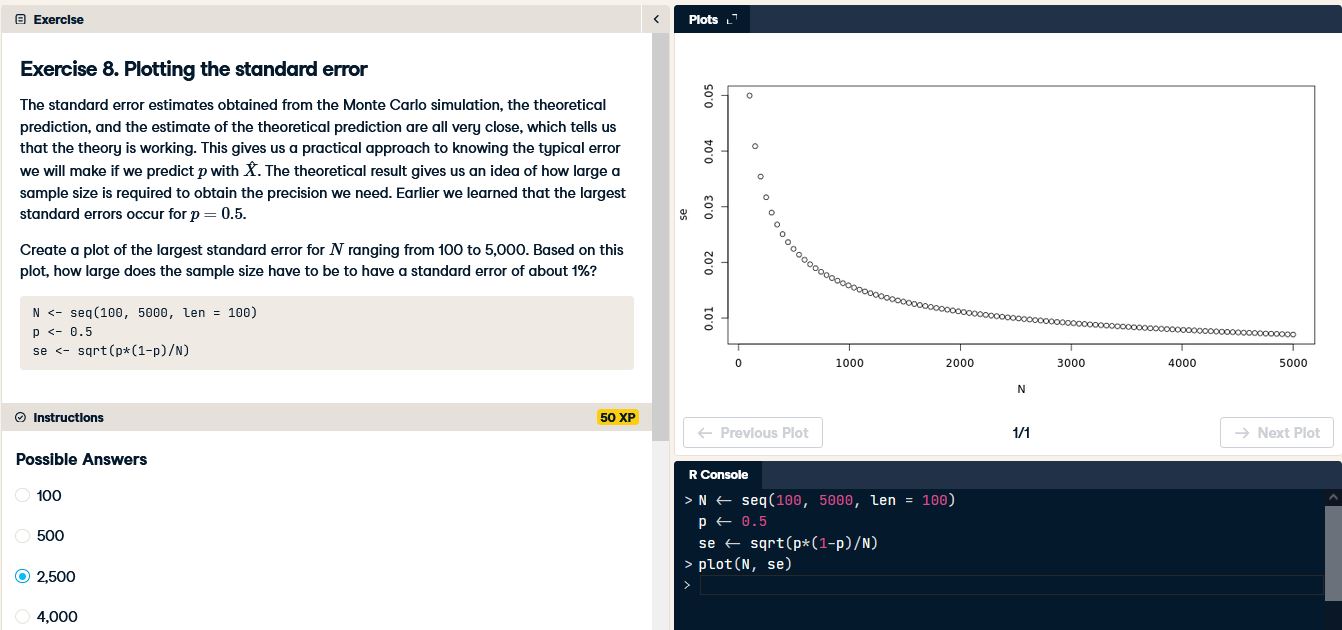 Exercise
Exercise 8. Plotting the standard error
The standard error estimates obtained from the Monte Carlo simulation, the theoretical
prediction, and the estimate of the theoretical prediction are all very close, which tells us
that the theory is working. This gives us a practical approach to knowing the typical error
we will make if we predict p with X̂. The theoretical result gives us an idea of how large a
sample size is required to obtain the precision we need. Earlier we learned that the largest
standard errors occur for p = 0.5.
Create a plot of the largest standard error for N ranging from 100 to 5,000. Based on this
plot, how large does the sample size have to be to have a standard error of about 1%?
N <- seq(100, 5000, len = 100)
p <- 0.5
se <- sqrt(p*(1-p)/N)
Instructions
50 XP
Possible Answers
100
500
2,500
4,000
Plots
0.05
0.04
0.03
0.02
0.01
se
0 1000 2000 3000 4000 5000
N
← Previous Plot
1/1
→ Next Plot
R Console
> N ← seq(100, 5000, len = 100)
p ← 0.5
se ← sqrt(p*(1-p)/N)
> plot(N, se)
>